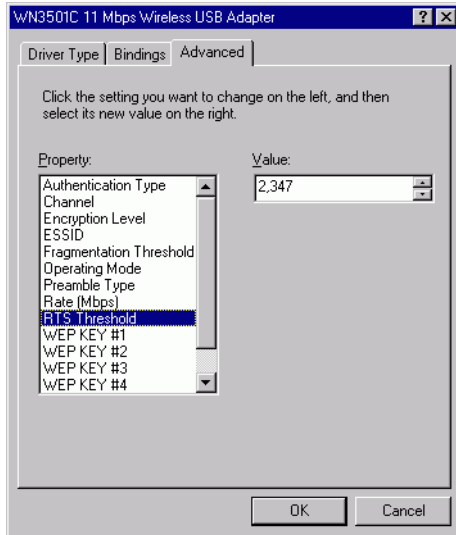 WN3501C 11 Mbps Wireless USB Adapter
Driver Type Bindings Advanced
Click the setting you want to change on the left, and then
select its new value on the right.
Property:
Authentication Type
Channel
Encryption Level
ESSID
Fragmentation Threshold
Operating Mode
Preamble Type
Rate (Mbps)
RTS Threshold
WEP KEY #1
WEP KEY #2
WEP KEY #3
WEP KEY #4
Value:
2,347
OK Cancel